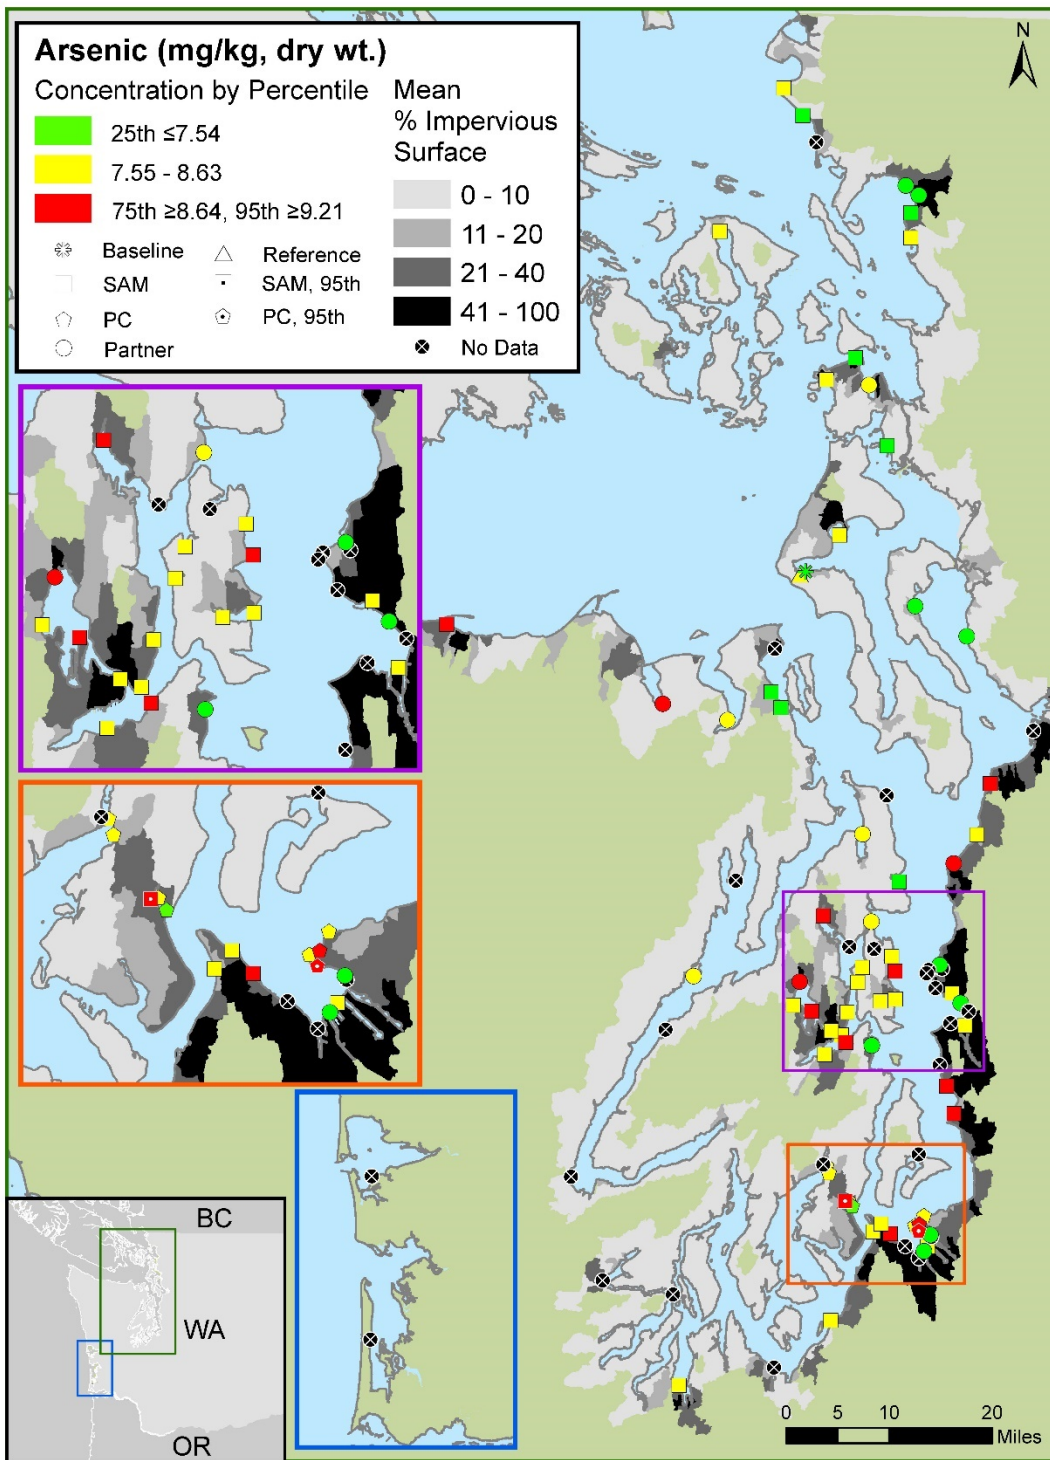 Arsenic (mg/kg, dry wt.)
Concentration by Percentile
25th ≤7.54
7.55 - 8.63
75th ≥8.64, 95th ≥9.21
Baseline
Reference
SAM
SAM, 95th
PC
PC, 95th
Partner
Mean
% Impervious
Surface
0 - 10
11 - 20
21 - 40
41 - 100
No Data
N
BC
WA
OR
0 5 10 20
Miles